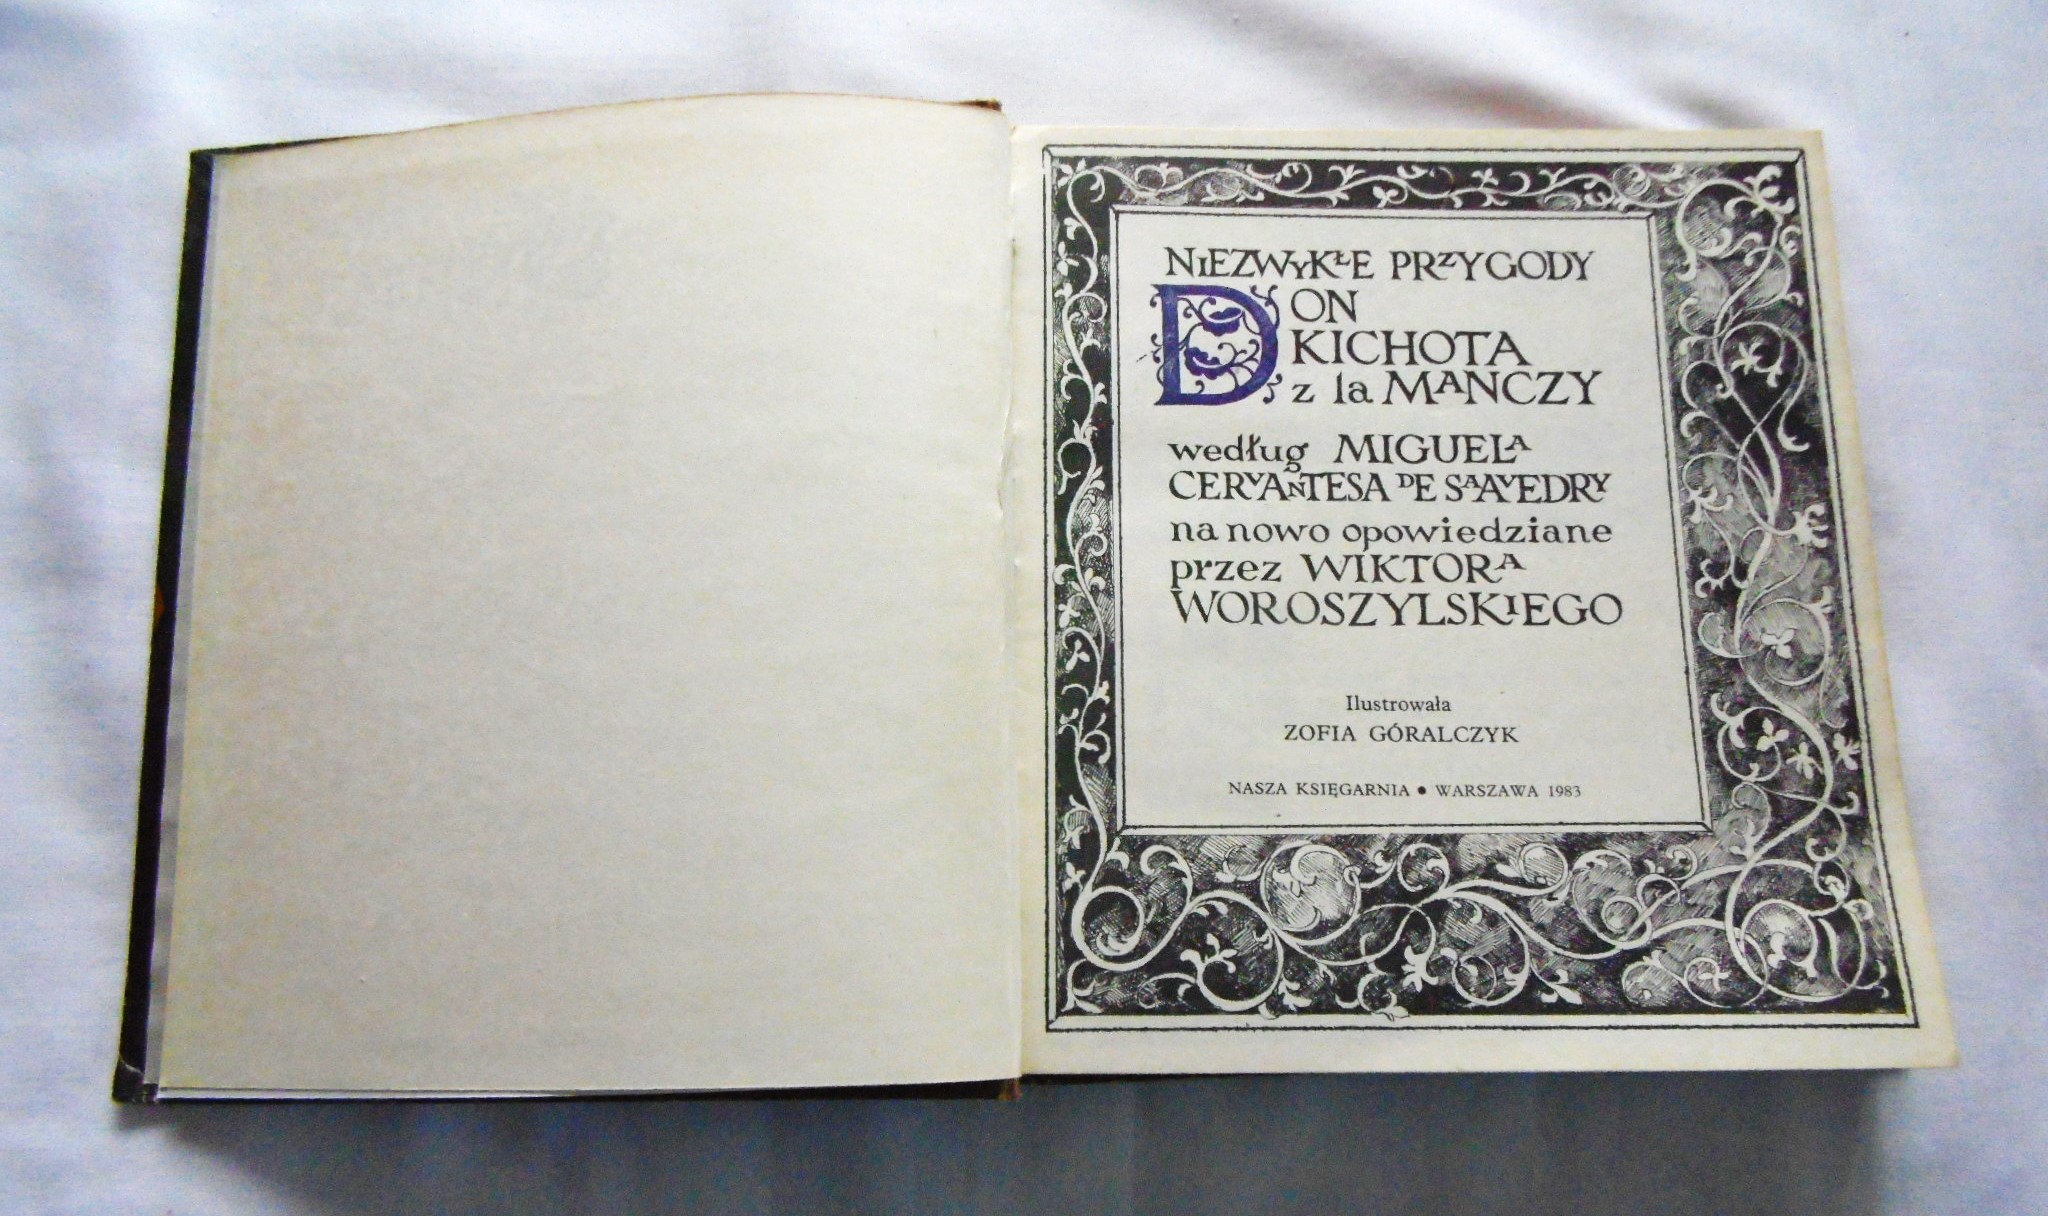 NIEZWYKŁE PRZYGODY
DON
KICHOTA
z la MANCZY
według MIGUELA
CERVANTESA DE SAAVEDRY
na nowo opowiedziane
przez WIKTORA
WOROSZYLSKIEGO
Ilustrowała
ZOFIA GÓRALCZYK
NASZA KSIĘGARNIA • WARSZAWA 1983